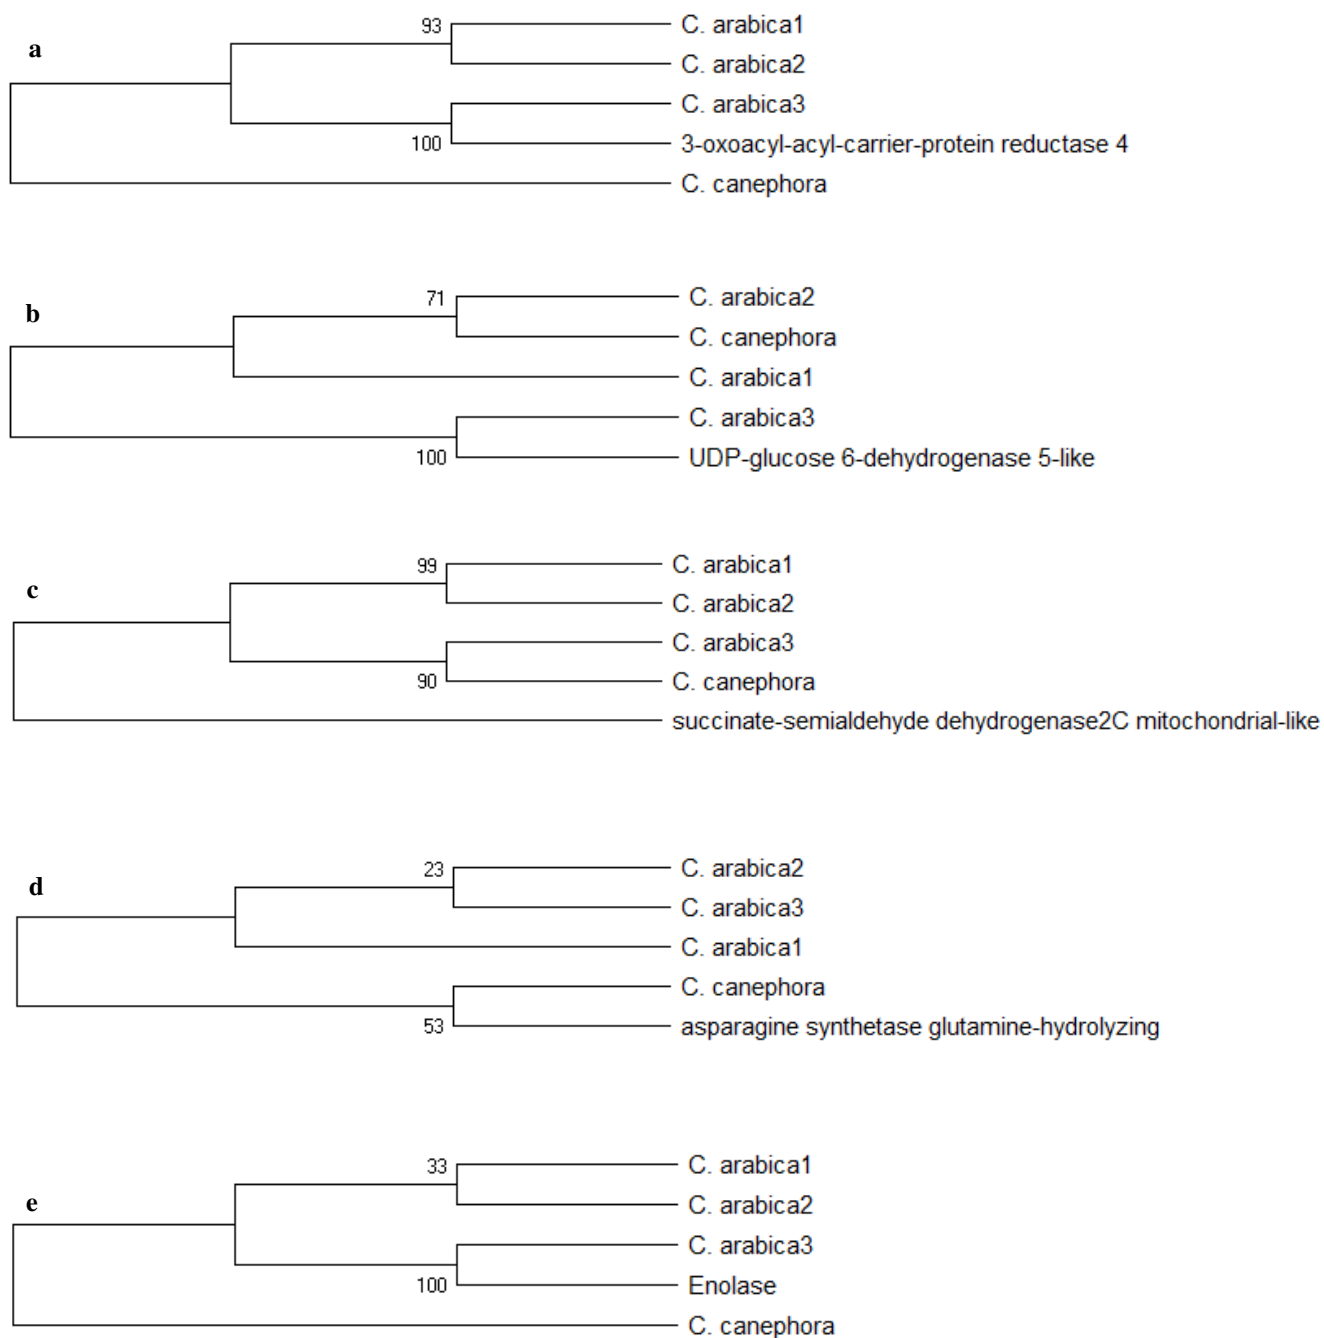 a
93
C. arabica1
C. arabica2
C. arabica3
100
3-oxoacyl-acyl-carrier-protein reductase 4
C. canephora
b
71
C. arabica2
C. canephora
C. arabica1
C. arabica3
100
UDP-glucose 6-dehydrogenase 5-like
c
99
C. arabica1
C. arabica2
C. arabica3
90
C. canephora
succinate-semialdehyde dehydrogenase2C mitochondrial-like
d
23
C. arabica2
C. arabica3
C. arabica1
C. canephora
53
asparagine synthetase glutamine-hydrolyzing
e
33
C. arabica1
C. arabica2
C. arabica3
100
Enolase
C. canephora